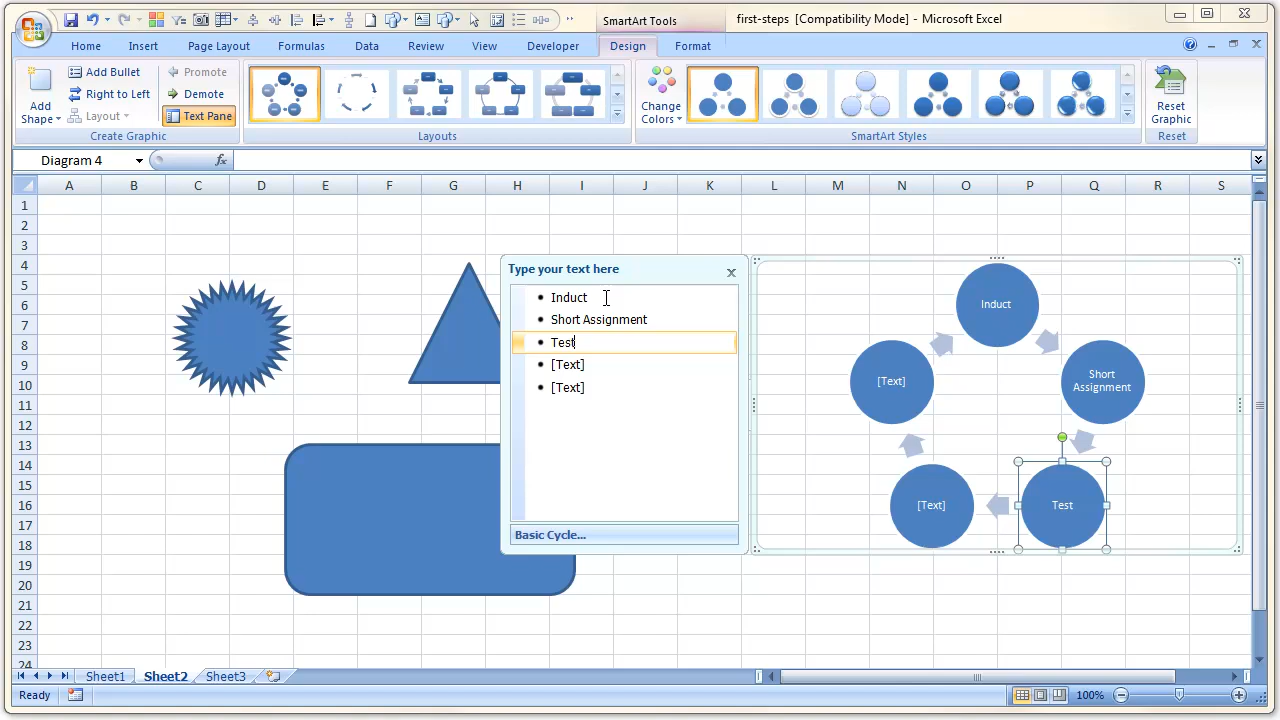 SmartArt Tools
first-steps [Compatibility Mode] - Microsoft Excel
Home Insert Page Layout Formulas Data Review View Developer Design Format
Add Shape
Add Bullet
Right to Left
Layout
Promote
Demote
Text Pane
Create Graphic
Layouts
Change Colors
SmartArt Styles
Reset Graphic
Reset
Diagram 4
fx
A B C D E F G H I J K L M N O P Q R S
1
2
3
4
5
6
7
8
9
10
11
12
13
14
15
16
17
18
19
20
21
22
23
24
Type your text here
Induct
Short Assignment
Test
[Text]
[Text]
Basic Cycle...
Induct
Short
Assignment
Test
[Text]
[Text]
Sheet1 Sheet2 Sheet3
Ready
100%